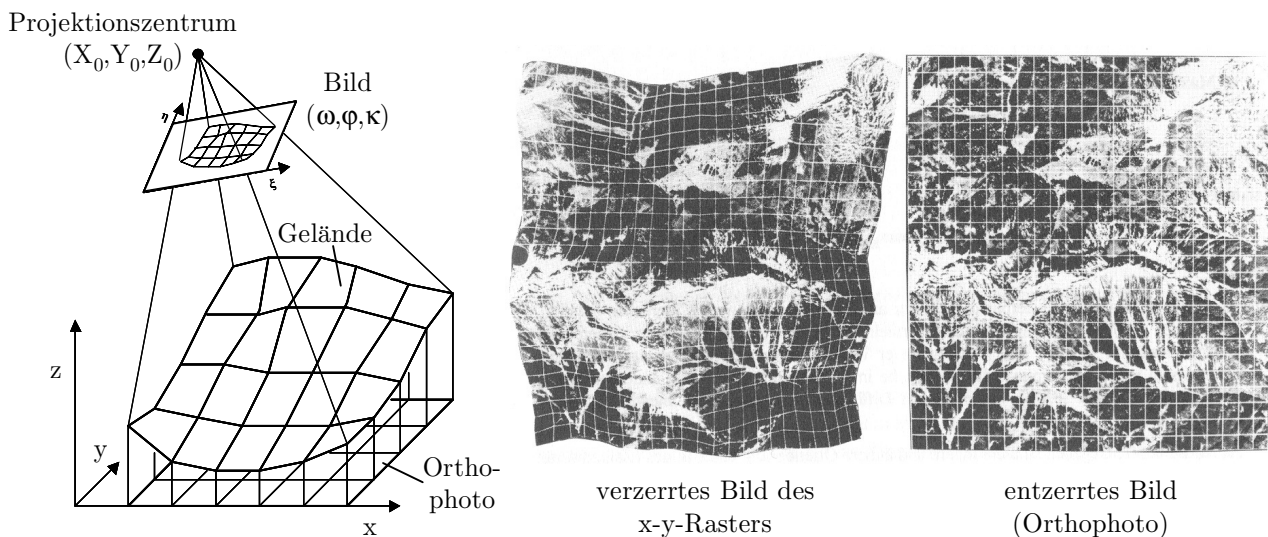 Projektionszentrum
(X₀,Y₀,Z₀)
Bild
(ω,φ,κ)
η
ξ
Gelände
z
y
x
Ortho-
photo
verzerrtes Bild des
x-y-Rasters
entzerrtes Bild
(Orthophoto)